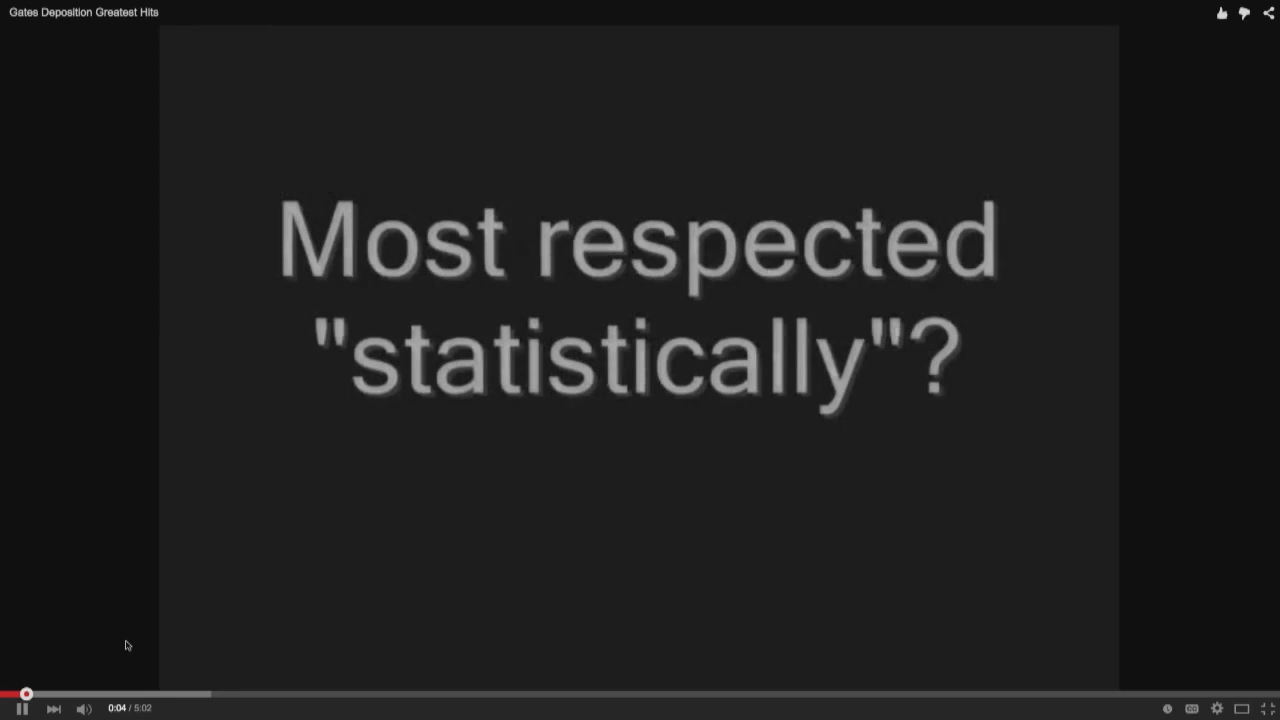 Gates Deposition Greatest Hits
Most respected
"statistically"?
0:04 / 5:02